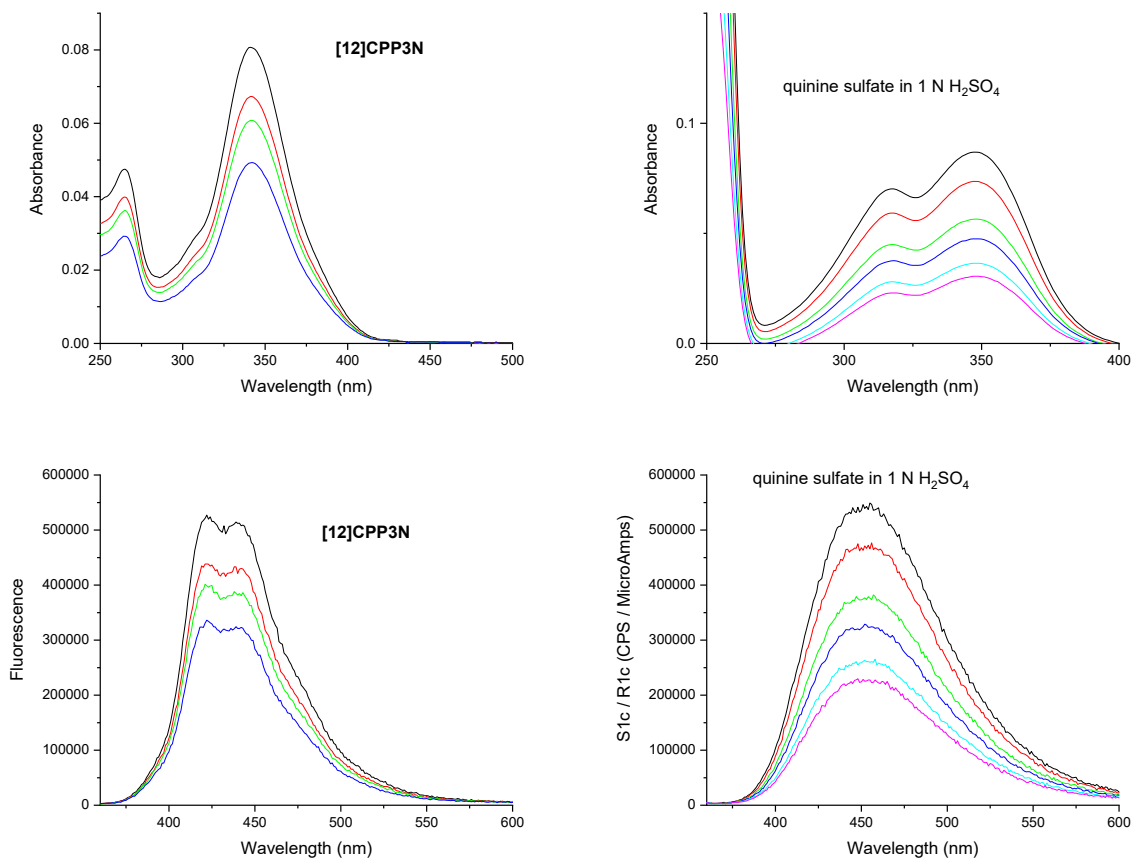 [12]CPP3N
0.08
0.06
0.04
0.02
0.00
Absorbance
250 300 350 400 450 500
Wavelength (nm)
quinine sulfate in 1 N H₂SO₄
0.1
0.0
Absorbance
250 300 350 400
Wavelength (nm)
[12]CPP3N
600000
500000
400000
300000
200000
100000
0
Fluorescence
400 450 500 550 600
Wavelength (nm)
quinine sulfate in 1 N H₂SO₄
600000
500000
400000
300000
200000
100000
0
S1c / R1c (CPS / MicroAmps)
400 450 500 550 600
Wavelength (nm)